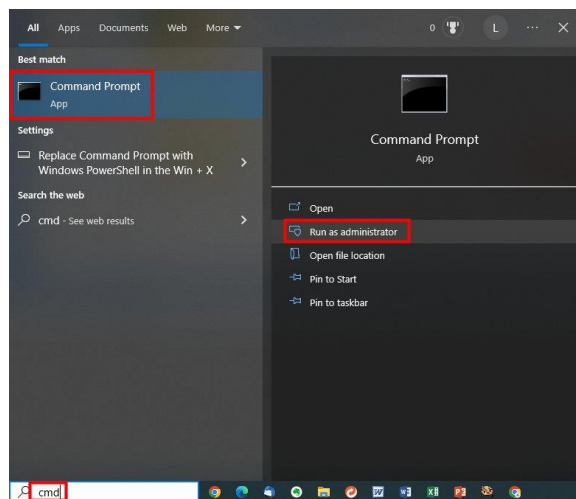 All Apps Documents Web More 0 L ...
Best match
Command Prompt
App
Settings
Replace Command Prompt with
Windows PowerShell in the Win + X
Search the web
cmd - See web results
Command Prompt
App
Open
Run as administrator
Open file location
Pin to Start
Pin to taskbar
cmd